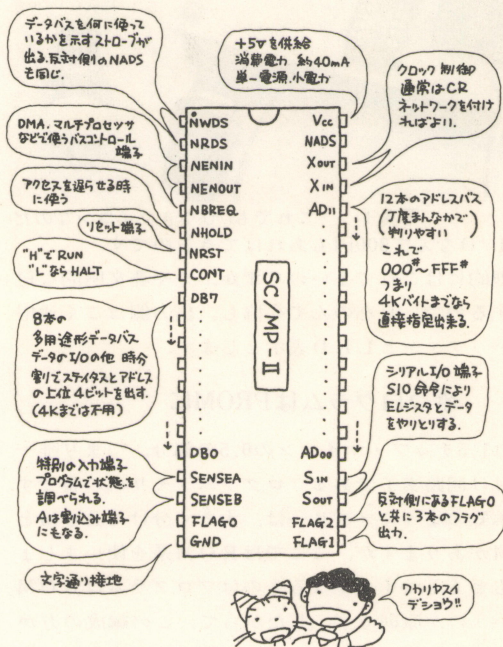 データバスを何に使って
いるかを示すストローブが
出る.反対側のNADS
も同じ.
DMA.マルチプロセッサ
などで使うバスコントロール
端子
アクセスを遅らせる時
に使う
リセット端子
"H"でRUN
"L"ならHALT
8本の
多用途形データバス
データのI/Oの他 時分
割でステイタスとアドレス
の上位4ビットを出す.
(4Kまでは不用)
特別の入力端子
プログラムで状態を
調べられる.
Aは割込み端子
にもなる.
文字通り接地
NWDS
NRDS
NENIN
NENOUT
NBREQ
NHOLD
NRST
CONT
DB7
DB0
SENSEA
SENSEB
FLAG0
GND
SC/MP-II
Vcc
NADS
XOUT
XIN
AD11
AD00
SIN
SOUT
FLAG2
FLAG1
+5Vを供給
消費電力 約40mA
単一電源.小電力
クロック制御
通常はCR
ネットワークを付け
ればよい.
12本のアドレスバス
(丁度まんなかで
判りやすい)
これで
000#~FFF#
つまり
4Kバイトまでなら
直接指定出来る.
シリアルI/O端子
SIO命令により
Eレジスタとデータ
をやりとりする.
反対側にあるFLAG0
と共に3本のフラグ
出力.
ワカリヤスイ
デショウ!!